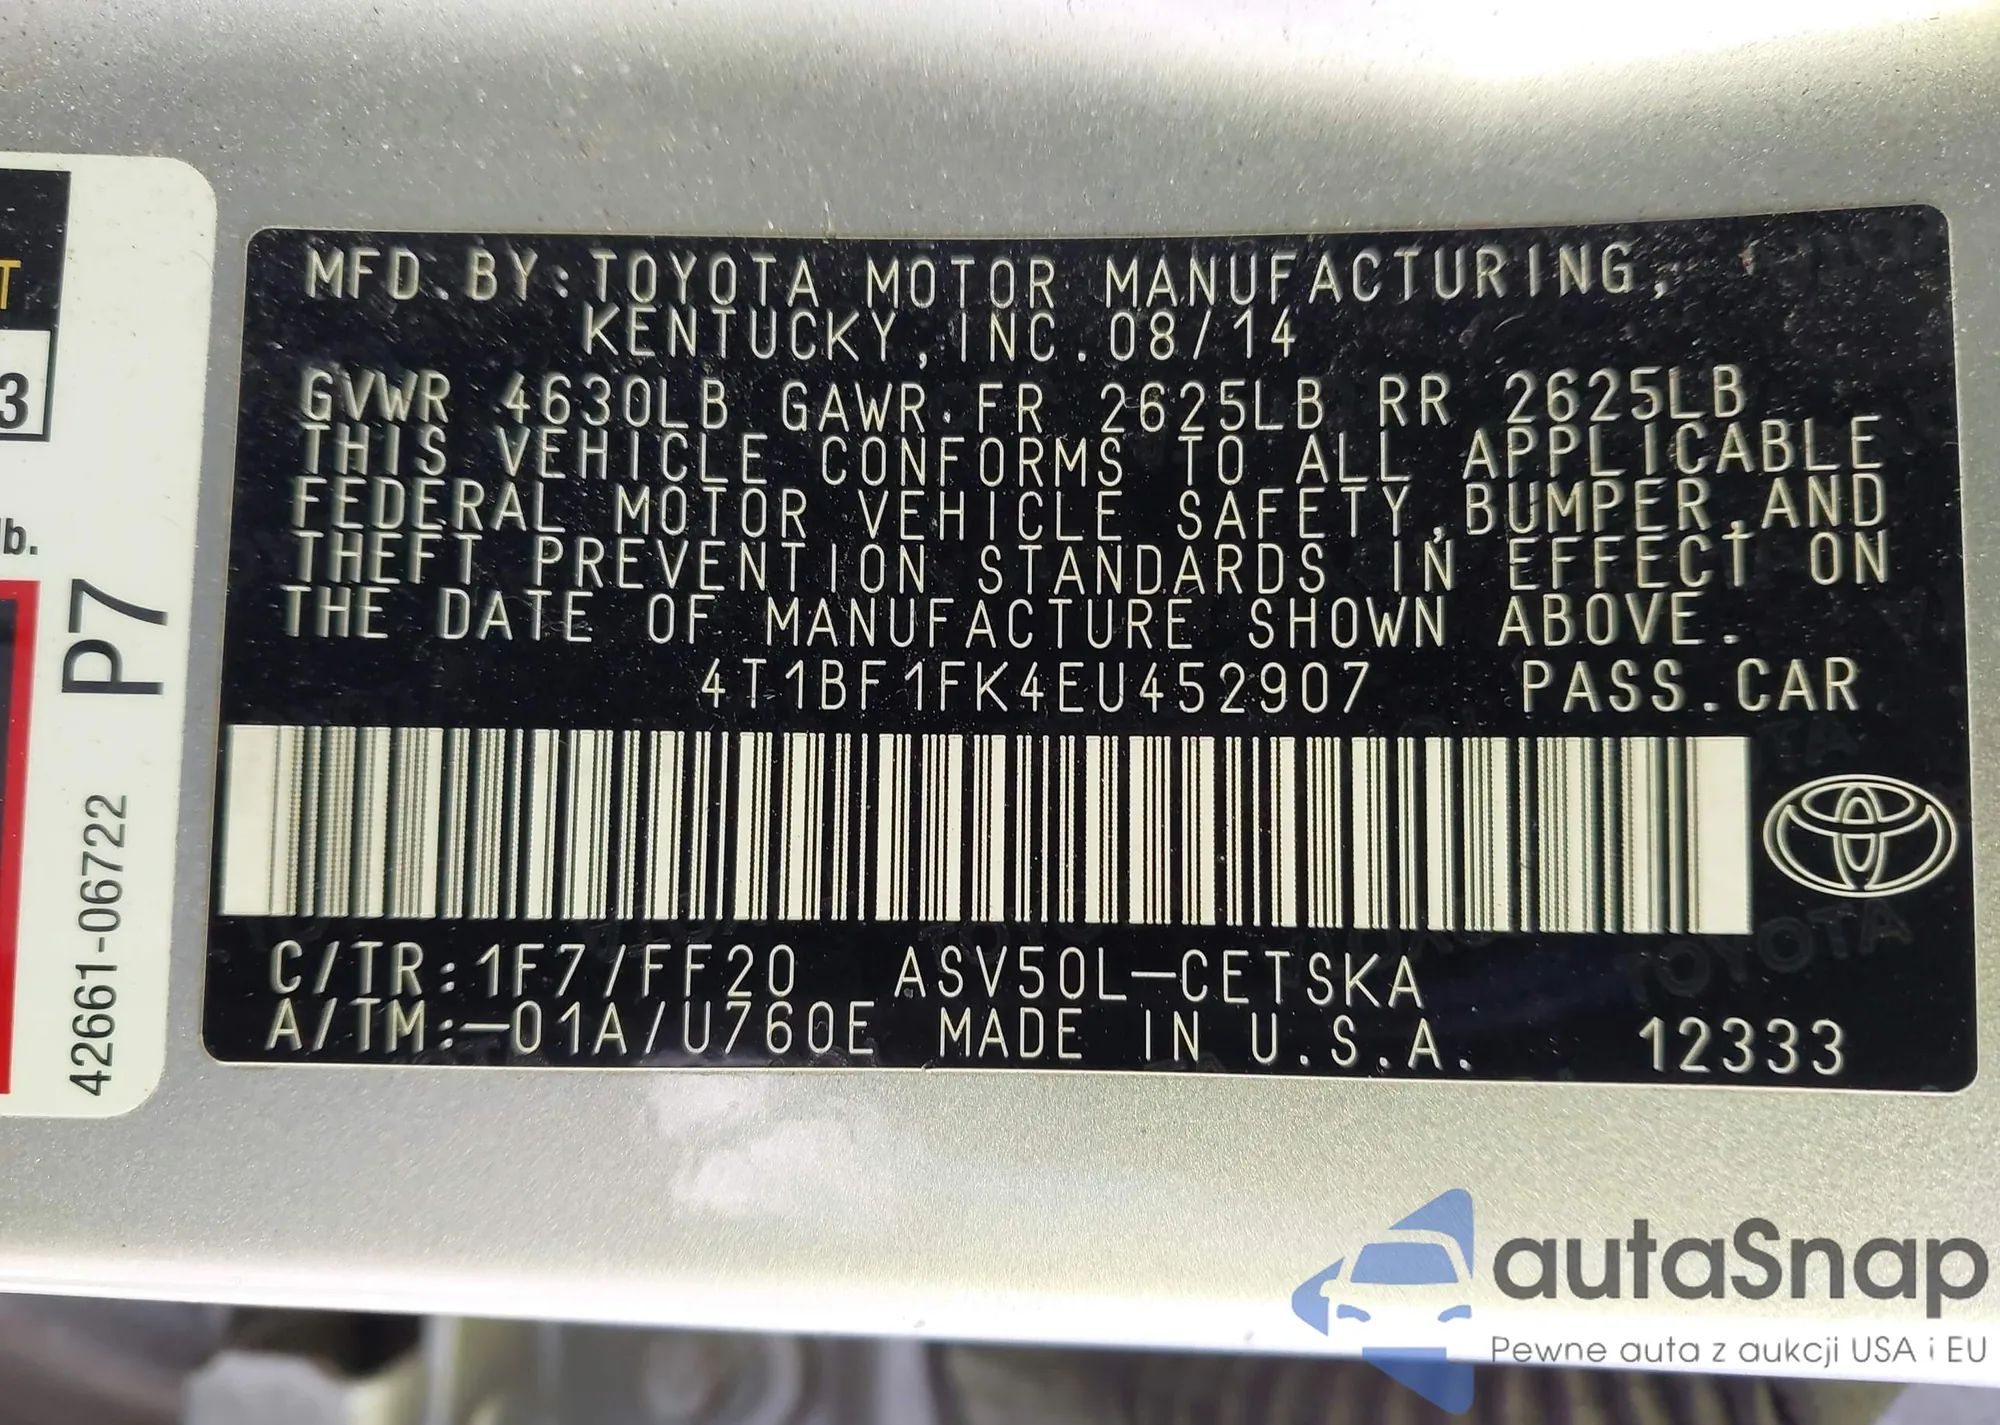 MFD.BY:TOYOTA MOTOR MANUFACTURING,
KENTUCKY,INC.08/14
GVWR 4630LB GAWR.FR 2625LB RR 2625LB
THIS VEHICLE CONFORMS TO ALL APPLICABLE
FEDERAL MOTOR VEHICLE SAFETY,BUMPER,AND
THEFT PREVENTION STANDARDS IN EFFECT ON
THE DATE OF MANUFACTURE SHOWN ABOVE.
4T1BF1FK4EU452907 PASS.CAR
C/TR:1F7/FF20 ASV50L-CETSKA
A/TM:-01A/U760E MADE IN U.S.A. 12333
T
3
lb.
P7
42661-06722
TOYOTA
autaSnap
Pewne auta z aukcji USA i EU